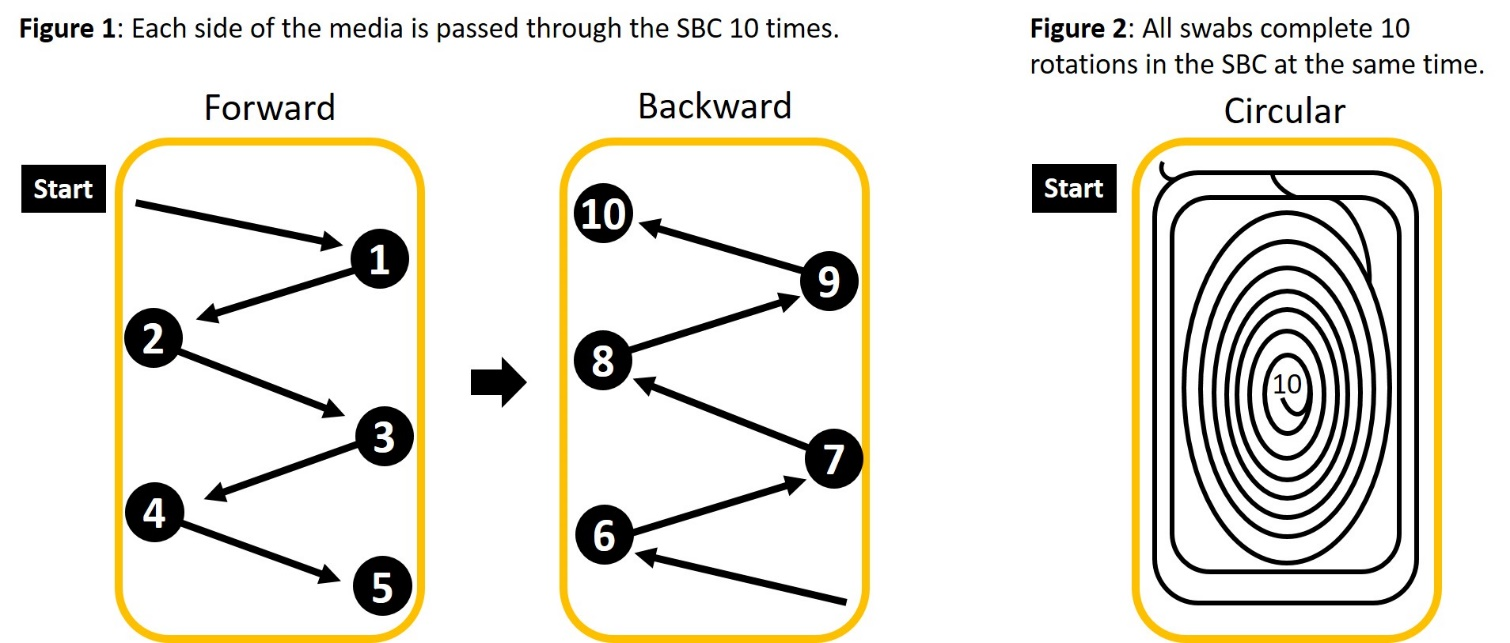 Figure 1: Each side of the media is passed through the SBC 10 times.
Forward
Backward
Start
1
2
3
4
5
10
9
8
7
6
Figure 2: All swabs complete 10
rotations in the SBC at the same time.
Circular
Start
10